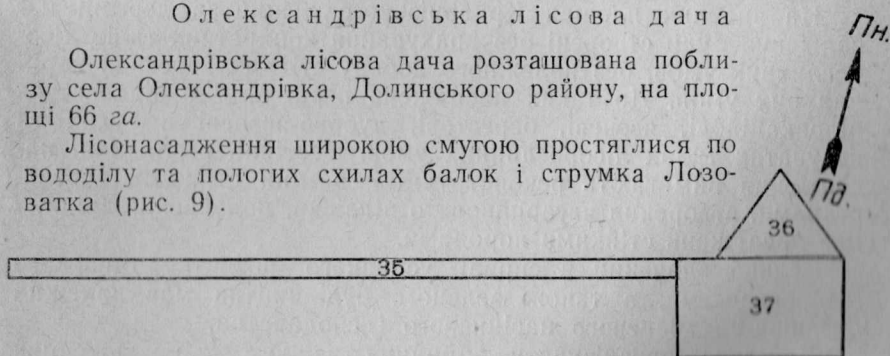 Олександрівська лісова дача
Пн.
Олександрівська лісова дача розташована побли-
зу села Олександрівка, Долинського району, на пло-
щі 66 га.
Лісонасадження широкою смугою простяглися по
вододілу та пологих схилах балок і струмка Лозо-
ватка (рис. 9).
Пд.
36
35
37